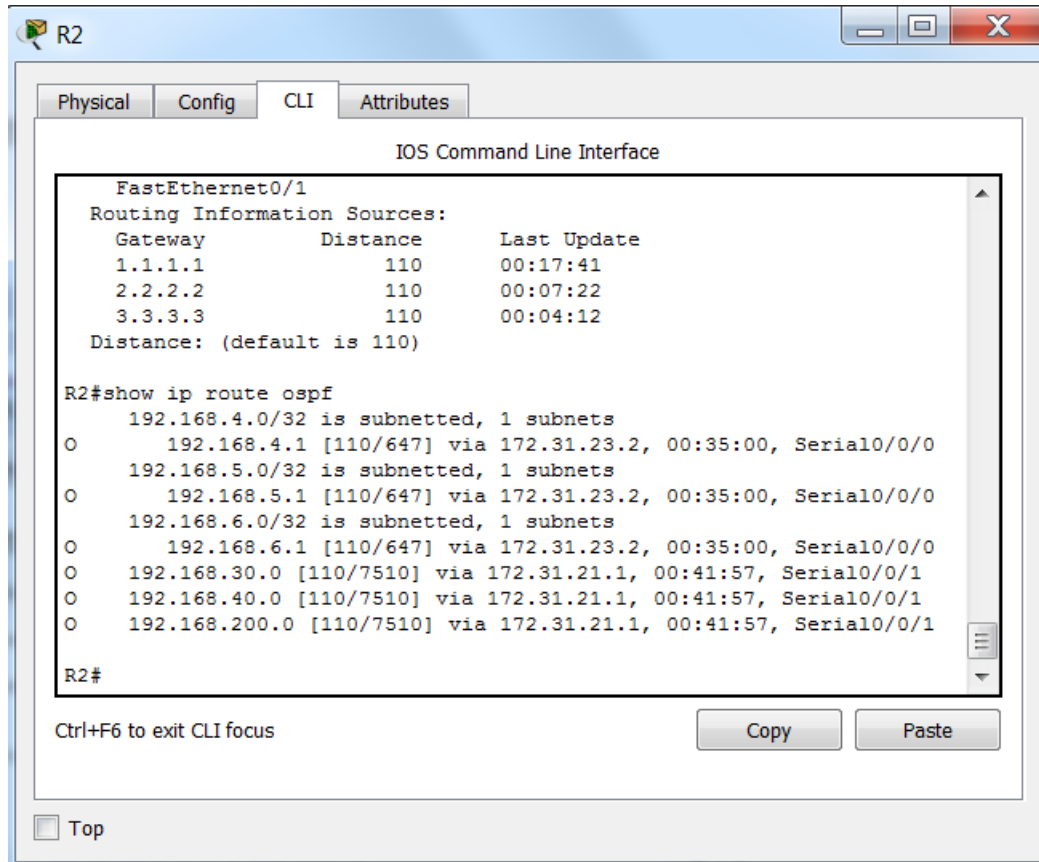 R2
Physical Config CLI Attributes
IOS Command Line Interface
FastEthernet0/1
Routing Information Sources:
Gateway Distance Last Update
1.1.1.1 110 00:17:41
2.2.2.2 110 00:07:22
3.3.3.3 110 00:04:12
Distance: (default is 110)
R2#show ip route ospf
192.168.4.0/32 is subnetted, 1 subnets
O 192.168.4.1 [110/647] via 172.31.23.2, 00:35:00, Serial0/0/0
192.168.5.0/32 is subnetted, 1 subnets
O 192.168.5.1 [110/647] via 172.31.23.2, 00:35:00, Serial0/0/0
192.168.6.0/32 is subnetted, 1 subnets
O 192.168.6.1 [110/647] via 172.31.23.2, 00:35:00, Serial0/0/0
O 192.168.30.0 [110/7510] via 172.31.21.1, 00:41:57, Serial0/0/1
O 192.168.40.0 [110/7510] via 172.31.21.1, 00:41:57, Serial0/0/1
O 192.168.200.0 [110/7510] via 172.31.21.1, 00:41:57, Serial0/0/1
R2#
Ctrl+F6 to exit CLI focus Copy Paste
Top